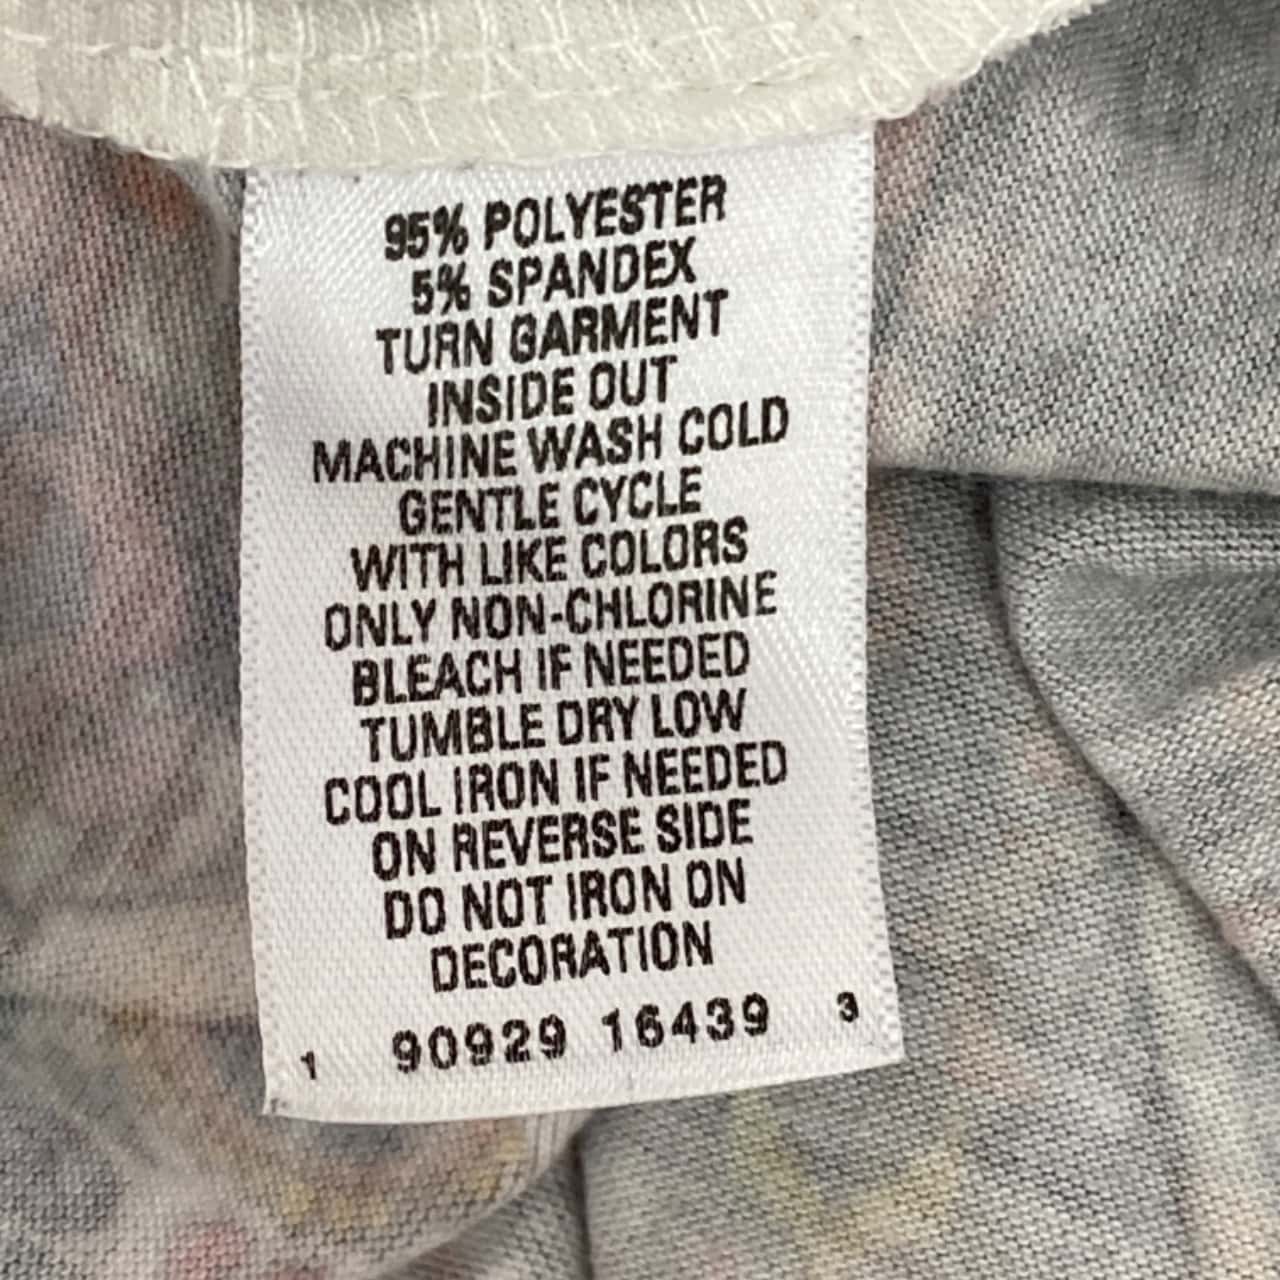 95% POLYESTER
5% SPANDEX
TURN GARMENT
INSIDE OUT
MACHINE WASH COLD
GENTLE CYCLE
WITH LIKE COLORS
ONLY NON-CHLORINE
BLEACH IF NEEDED
TUMBLE DRY LOW
COOL IRON IF NEEDED
ON REVERSE SIDE
DO NOT IRON ON
DECORATION
1 90929 16439 3